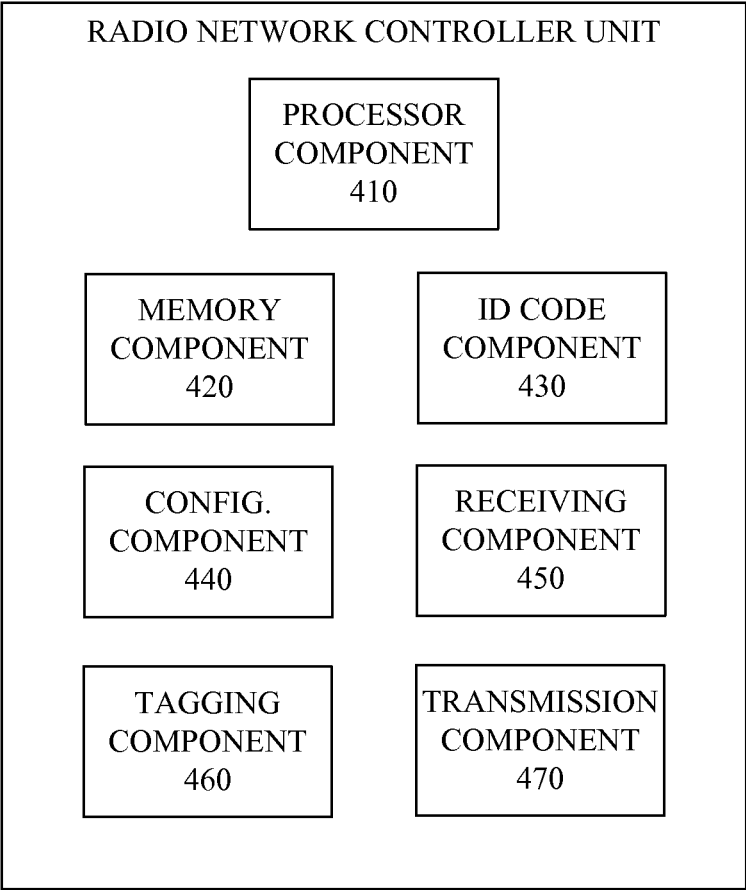 RADIO NETWORK CONTROLLER UNIT
PROCESSOR
COMPONENT
410
MEMORY
COMPONENT
420
ID CODE
COMPONENT
430
CONFIG.
COMPONENT
440
RECEIVING
COMPONENT
450
TAGGING
COMPONENT
460
TRANSMISSION
COMPONENT
470